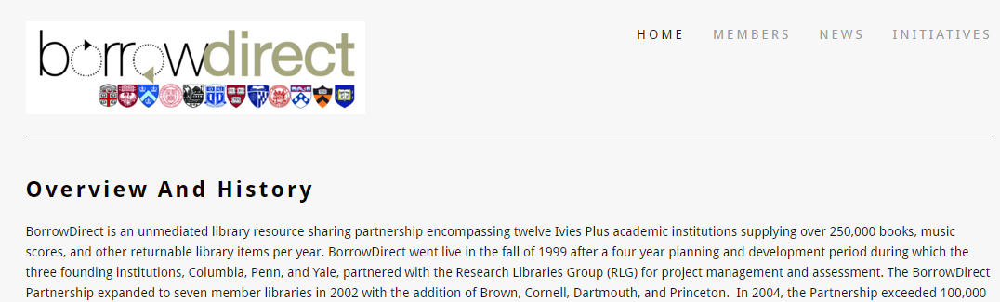 borrowdirect
HOME MEMBERS NEWS INITIATIVES
Overview And History
BorrowDirect is an unmediated library resource sharing partnership encompassing twelve Ivies Plus academic institutions supplying over 250,000 books, music
scores, and other returnable library items per year. BorrowDirect went live in the fall of 1999 after a four year planning and development period during which the
three founding institutions, Columbia, Penn, and Yale, partnered with the Research Libraries Group (RLG) for project management and assessment. The BorrowDirect
Partnership expanded to seven member libraries in 2002 with the addition of Brown, Cornell, Dartmouth, and Princeton.  In 2004, the Partnership exceeded 100,000